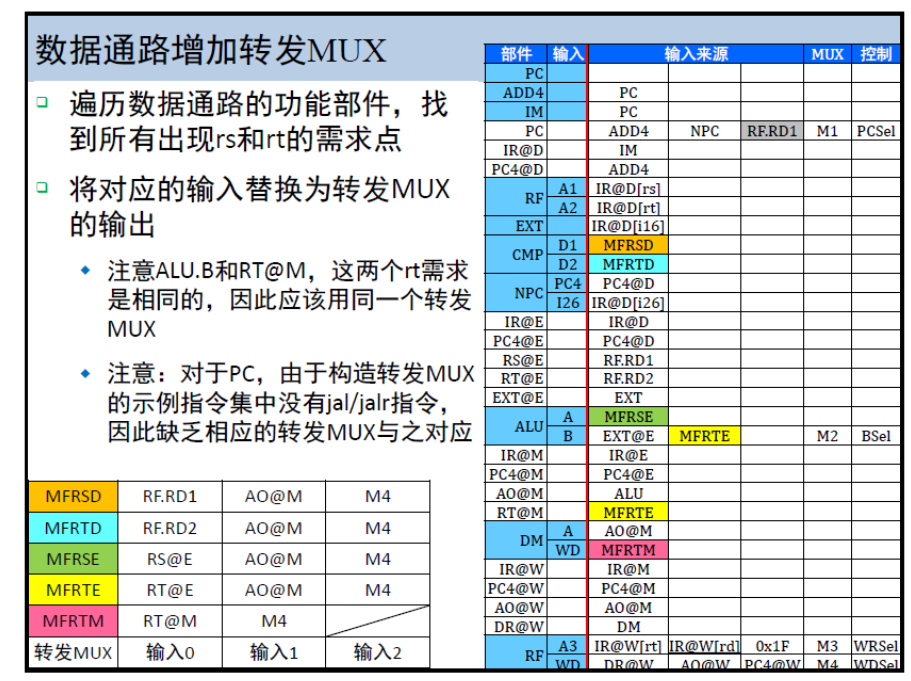 数据通路增加转发MUX
遍历数据通路的功能部件，找
到所有出现rs和rt的需求点
将对应的输入替换为转发MUX
的输出
注意ALU.B和RT@M，这两个rt需求
是相同的，因此应该用同一个转发
MUX
注意：对于PC，由于构造转发MUX
的示例指令集中没有jal/jalr指令，
因此缺乏相应的转发MUX与之对应
MFRSD RF.RD1 AO@M M4
MFRTD RF.RD2 AO@M M4
MFRSE RS@E AO@M M4
MFRTE RT@E AO@M M4
MFRTM RT@M M4
转发MUX 输入0 输入1 输入2
部件 输入 输入来源 MUX 控制
PC
ADD4 PC
IM PC
PC ADD4 NPC RF.RD1 M1 PCSel
IR@D IM
PC4@D ADD4
RF A1 IR@D[rs]
A2 IR@D[rt]
EXT IR@D[i16]
CMP D1 MFRSD
D2 MFRTD
NPC PC4 PC4@D
I26 IR@D[i26]
IR@E IR@D
PC4@E PC4@D
RS@E RF.RD1
RT@E RF.RD2
EXT@E EXT
ALU A MFRSE
B EXT@E MFRTE M2 BSel
IR@M IR@E
PC4@M PC4@E
AO@M ALU
RT@M MFRTE
DM A AO@M
WD MFRTM
IR@W IR@M
PC4@W PC4@M
AO@W AO@M
DR@W DM
RF A3 IR@W[rt] IR@W[rd] 0x1F M3 WRSel
WD DR@W AO@W PC4@W M4 WDSel